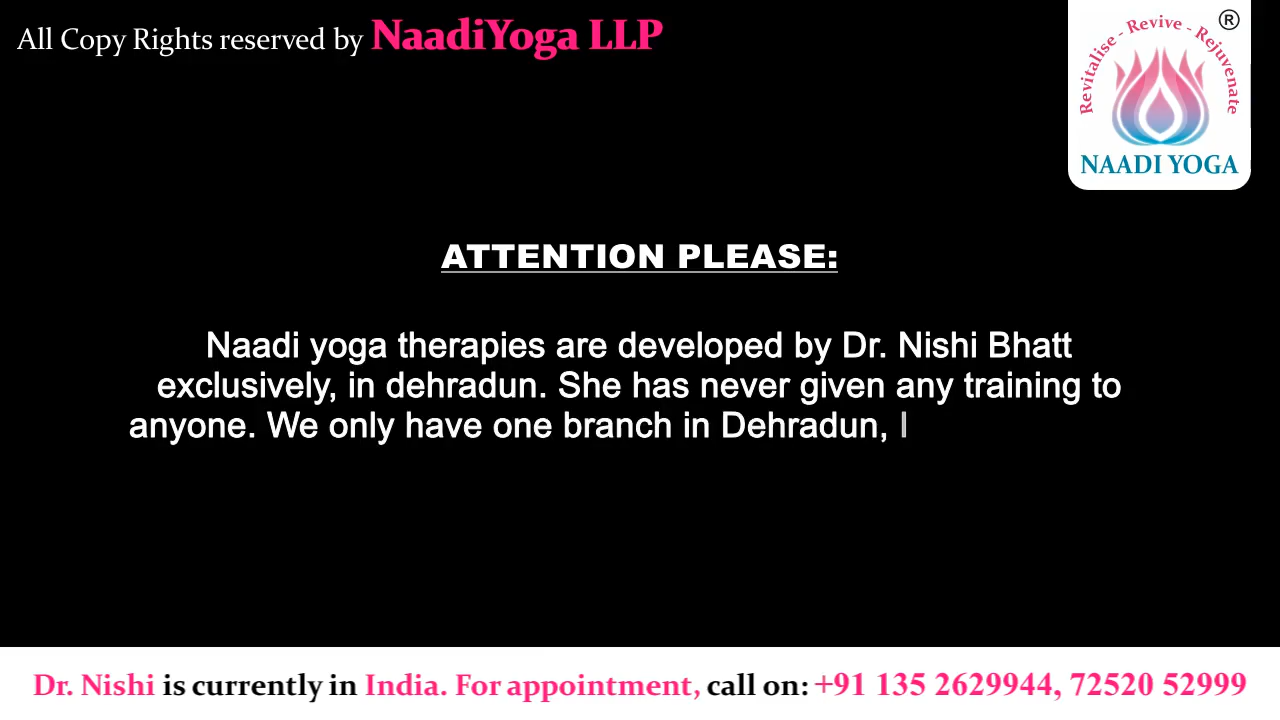 All Copy Rights reserved by NaadiYoga LLP
®
Revitalise - Revive - Rejuvenate
NAADI YOGA
ATTENTION PLEASE:
Naadi yoga therapies are developed by Dr. Nishi Bhatt
exclusively, in dehradun. She has never given any training to
anyone. We only have one branch in Dehradun, I
Dr. Nishi is currently in India. For appointment, call on: +91 135 2629944, 72520 52999